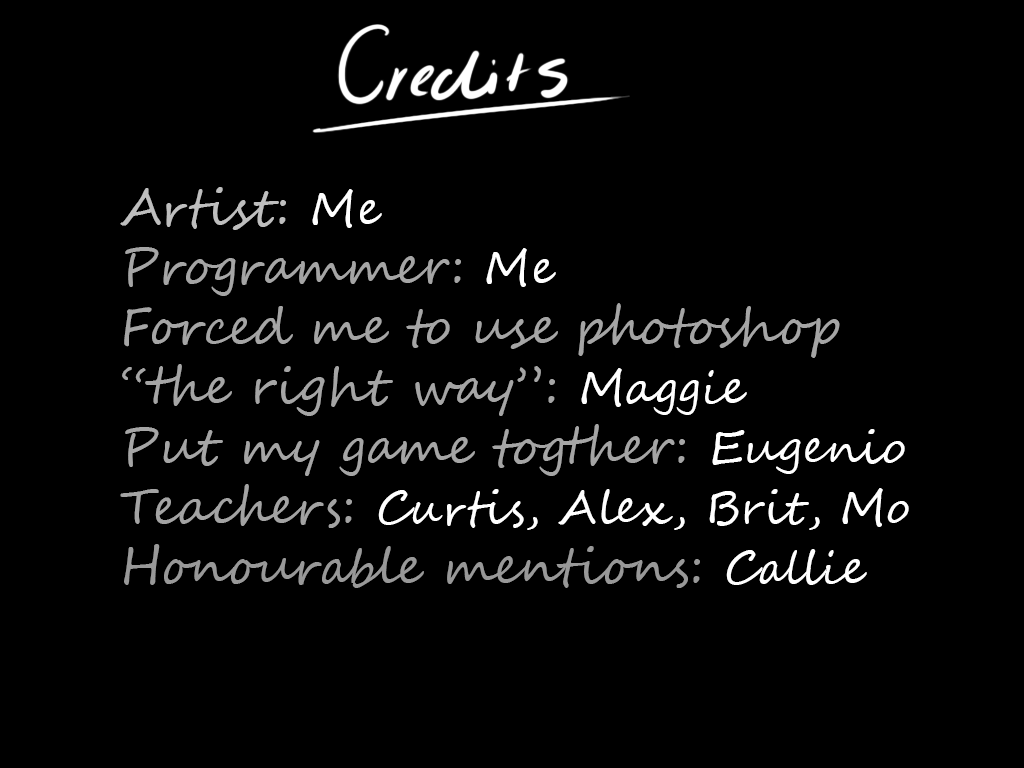 Credits
Artist: Me
Programmer: Me
Forced me to use photoshop
“the right way”: Maggie
Put my game togther: Eugenio
Teachers: Curtis, Alex, Brit, Mo
Honourable mentions: Callie